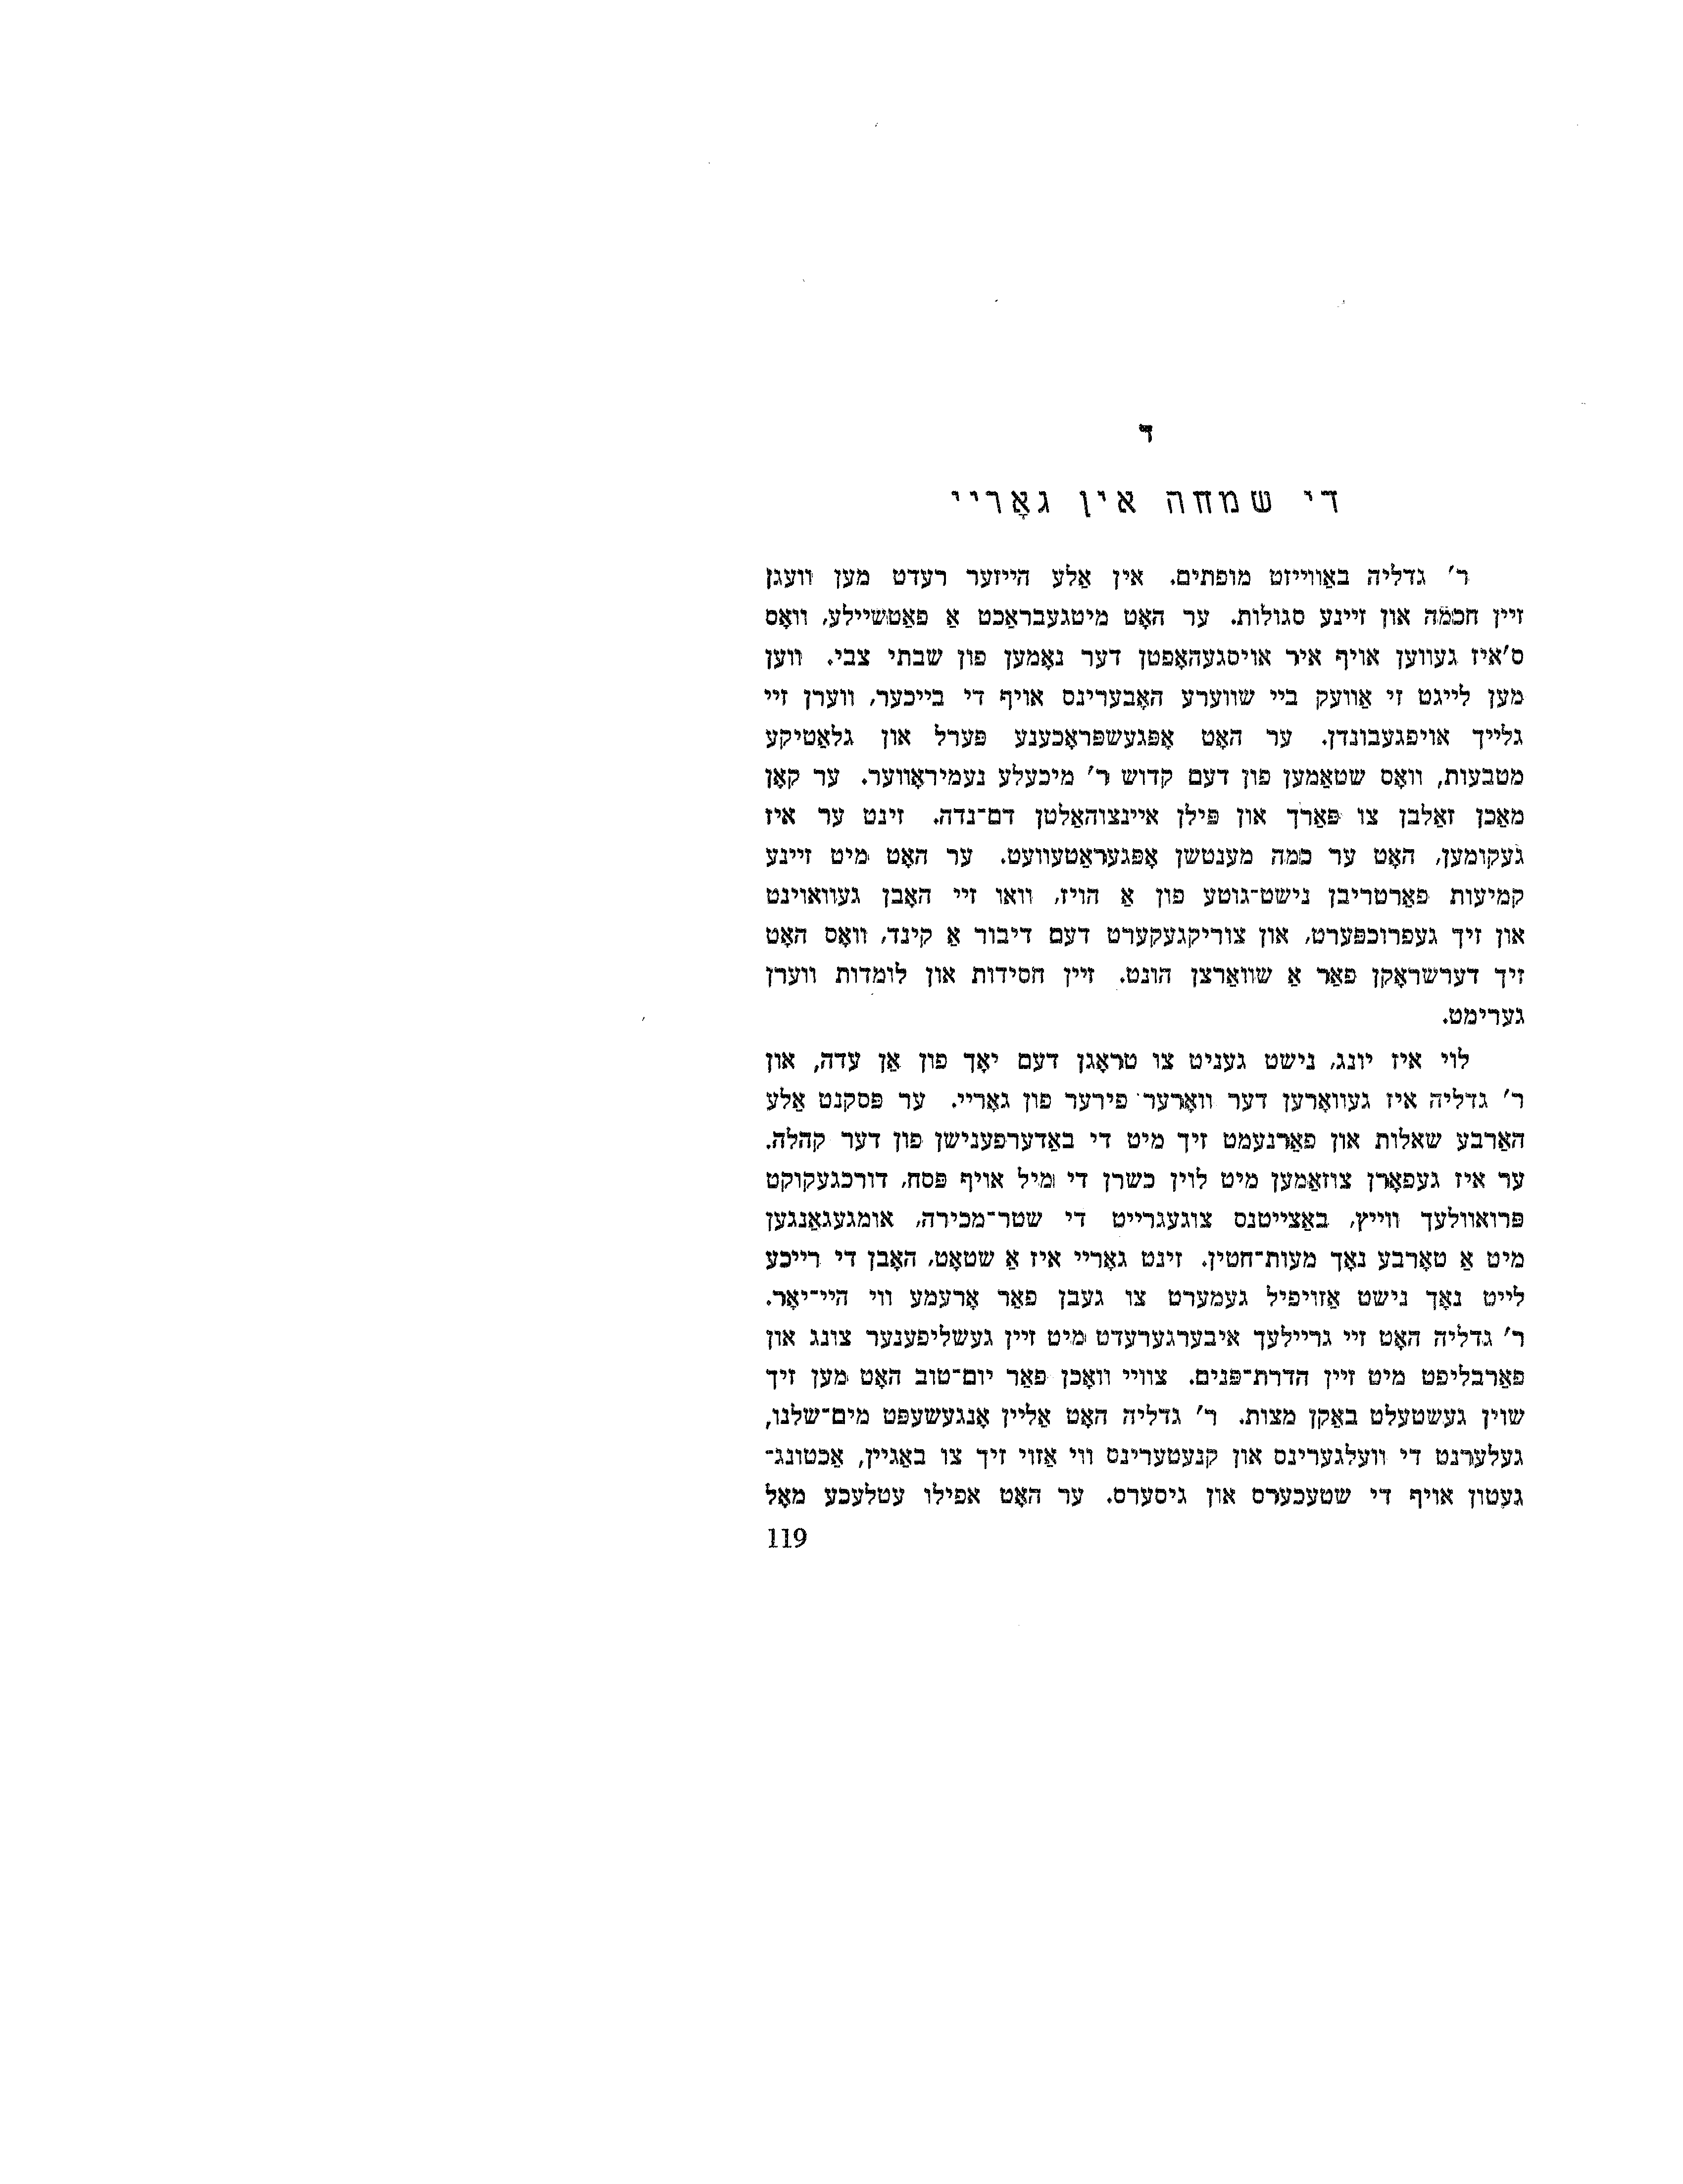 ד
די שמחה אין גאָריי
ר' גדליה באַווייזט מופתים. אין אַלע הייזער רעדט מען וועגן
זיין חכמה און זיינע סגולות. ער האָט מיטגעבראַכט אַ פאַטשיילע, וואָס
ס'איז געווען אויף איר אויסגעהאָפטן דער נאָמען פון שבתי צבי. ווען
מען לייגט זי אַוועק ביי שווערע האָבערינס אויף די בייכער, ווערן זיי
גלייך אויפגעבונדן. ער האָט אָפּגעשפּראָכענע פּערל און גלאַטיקע
מטבעות, וואָס שטאַמען פון דעם קדוש ר' מיכעלע נעמיראָווער. ער קאָן
מאַכן זאַלבן צו פּאַרך און פּילן איינצוהאַלטן דם־נדה. זינט ער איז
געקומען, האָט ער כמה מענטשן אָפּגעראַטעוועט. ער האָט מיט זיינע
קמיעות פאַרטריבן נישט־גוטע פון אַ הויז, וואו זיי האָבן געוואוינט
און זיך געפרוכפּערט, און צוריקגעקערט דעם דיבור אַ קינד, וואָס האָט
זיך דערשראָקן פאַר אַ שוואַרצן הונט. זיין חסידות און לומדות ווערן
גערימט.
לוי איז יונג, נישט געניט צו טראָגן דעם יאָך פון אַן עדה, און
ר' גדליה איז געוואָרען דער וואָרער פירער פון גאָריי. ער פּסקנט אַלע
האַרבע שאלות און פאַרנעמט זיך מיט די באַדערפענישן פון דער קהלה.
ער איז געפאָרן צוזאַמען מיט לוין כשרן די מיל אויף פּסח, דורכגעקוקט
פּרואוולעך ווייץ, באַצייטנס צוגעגרייט די שטר־מכירה, אומגעגאַנגען
מיט אַ טאָרבע נאָך מעות־חטין. זינט גאָריי איז אַ שטאָט, האָבן די רייכע
לייט נאָך נישט אַזויפיל געמערט צו געבן פאַר אָרעמע ווי היי־יאָר.
ר' גדליה האָט זיי גריילעך איבערגערעדט מיט זיין געשליפענער צונג און
פאַרבליפט מיט זיין הדרת־פּנים. צוויי וואָכן פאַר יום־טוב האָט מען זיך
שוין געשטעלט באַקן מצות. ר' גדליה האָט אַליין אָנגעשעפּט מים־שלנו,
געלערנט די וועלגערינס און קנעטערינס ווי אַזוי זיך צו באַגיין, אַכטונג־
געטון אויף די שטעכערס און גיסערס. ער האָט אפילו עטלעכע מאָל
119